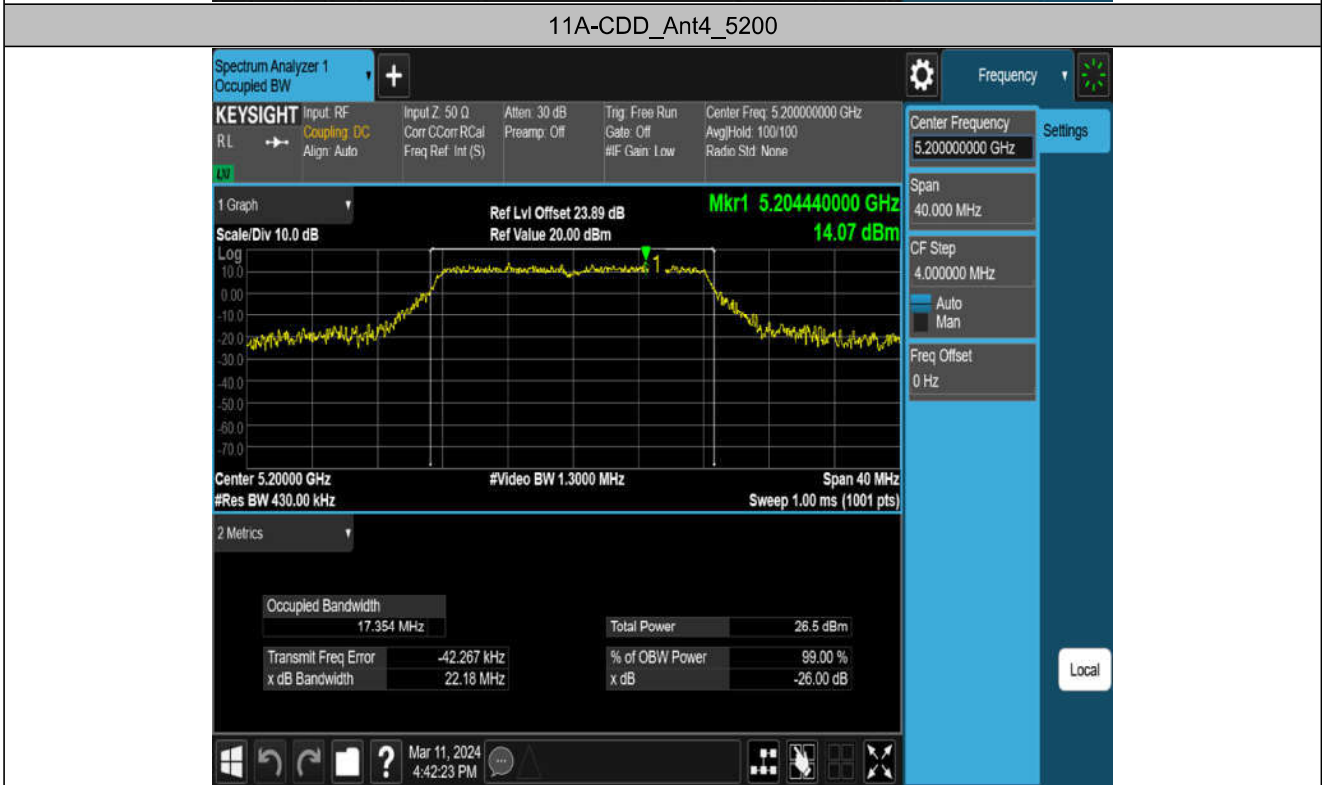 11A-CDD_Ant4_5200
Spectrum Analyzer 1
Occupied BW
+
Frequency
KEYSIGHT
RL
LXI
Input: RF
Coupling: DC
Align: Auto
Input Z: 50 Ω
Corr CCorr RCal
Freq Ref: Int (S)
Atten: 30 dB
Preamp: Off
Trig: Free Run
Gate: Off
#IF Gain: Low
Center Freq: 5.200000000 GHz
Avg|Hold: 100/100
Radio Std: None
Center Frequency
5.200000000 GHz
Settings
Span
40.000 MHz
CF Step
4.000000 MHz
Auto
Man
Freq Offset
0 Hz
1 Graph
Scale/Div 10.0 dB
Ref Lvl Offset 23.89 dB
Ref Value 20.00 dBm
Mkr1 5.204440000 GHz
14.07 dBm
Log
10.0
0.00
-10.0
-20.0
-30.0
-40.0
-50.0
-60.0
-70.0
1
Center 5.20000 GHz
#Video BW 1.3000 MHz
Span 40 MHz
#Res BW 430.00 kHz
Sweep 1.00 ms (1001 pts)
2 Metrics
Occupied Bandwidth
17.354 MHz
Total Power 26.5 dBm
Transmit Freq Error -42.267 kHz
% of OBW Power 99.00 %
x dB Bandwidth 22.18 MHz
x dB -26.00 dB
Local
?
Mar 11, 2024
4:42:23 PM